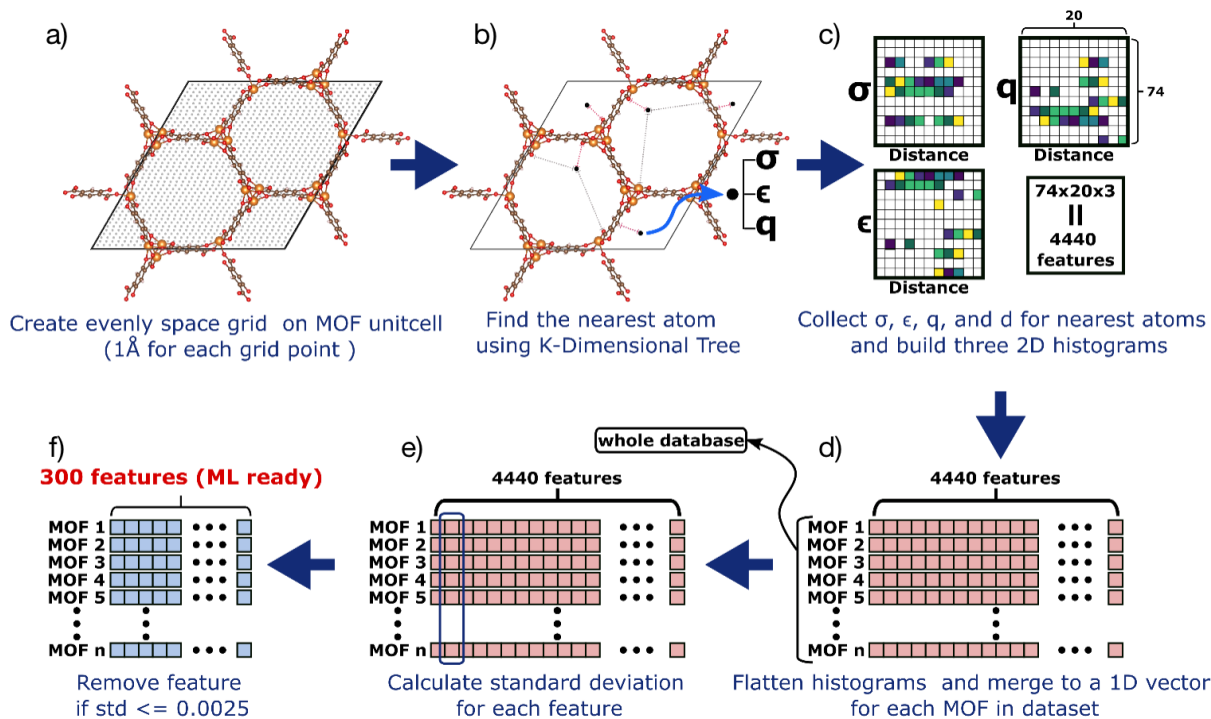 a)
Create evenly space grid on MOF unitcell
(1Å for each grid point )
b)
σ
ϵ
q
Find the nearest atom
using K-Dimensional Tree
c)
σ
Distance
20
q
74
Distance
ϵ
Distance
74x20x3
=
4440
features
Collect σ, ϵ, q, and d for nearest atoms
and build three 2D histograms
d)
whole database
4440 features
MOF 1
MOF 2
MOF 3
MOF 4
MOF 5
MOF n
Flatten histograms and merge to a 1D vector
for each MOF in dataset
e)
4440 features
MOF 1
MOF 2
MOF 3
MOF 4
MOF 5
MOF n
Calculate standard deviation
for each feature
f)
300 features (ML ready)
MOF 1
MOF 2
MOF 3
MOF 4
MOF 5
MOF n
Remove feature
if std <= 0.0025